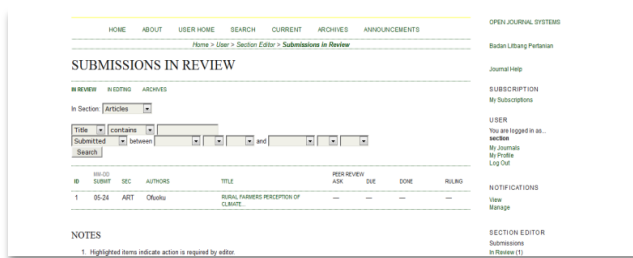 HOME ABOUT USER HOME SEARCH CURRENT ARCHIVES ANNOUNCEMENTS
Home > User > Section Editor > Submissions in Review
SUBMISSIONS IN REVIEW
IN REVIEW IN EDITING ARCHIVES
In Section: Articles
Title contains
Submitted between and
Search
MM-DD PEER REVIEW
ID SUBMIT SEC AUTHORS TITLE ASK DUE DONE RULING
1 05-24 ART Ofuoku RURAL FARMERS PERCEPTION OF CLIMATE... — — — —
NOTES
1. Highlighted items indicate action is required by editor.
OPEN JOURNAL SYSTEMS
Badan Litbang Pertanian
Journal Help
SUBSCRIPTION
My Subscriptions
USER
You are logged in as...
section
My Journals
My Profile
Log Out
NOTIFICATIONS
View
Manage
SECTION EDITOR
Submissions
In Review (1)